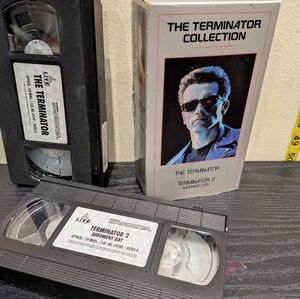 THE TERMINATOR
COLLECTION
THE TERMINATOR
TERMINATOR 2
JUDGMENT DAY
LIVE
THE TERMINATOR
LIVE
TERMINATOR 2
JUDGMENT DAY
49
50